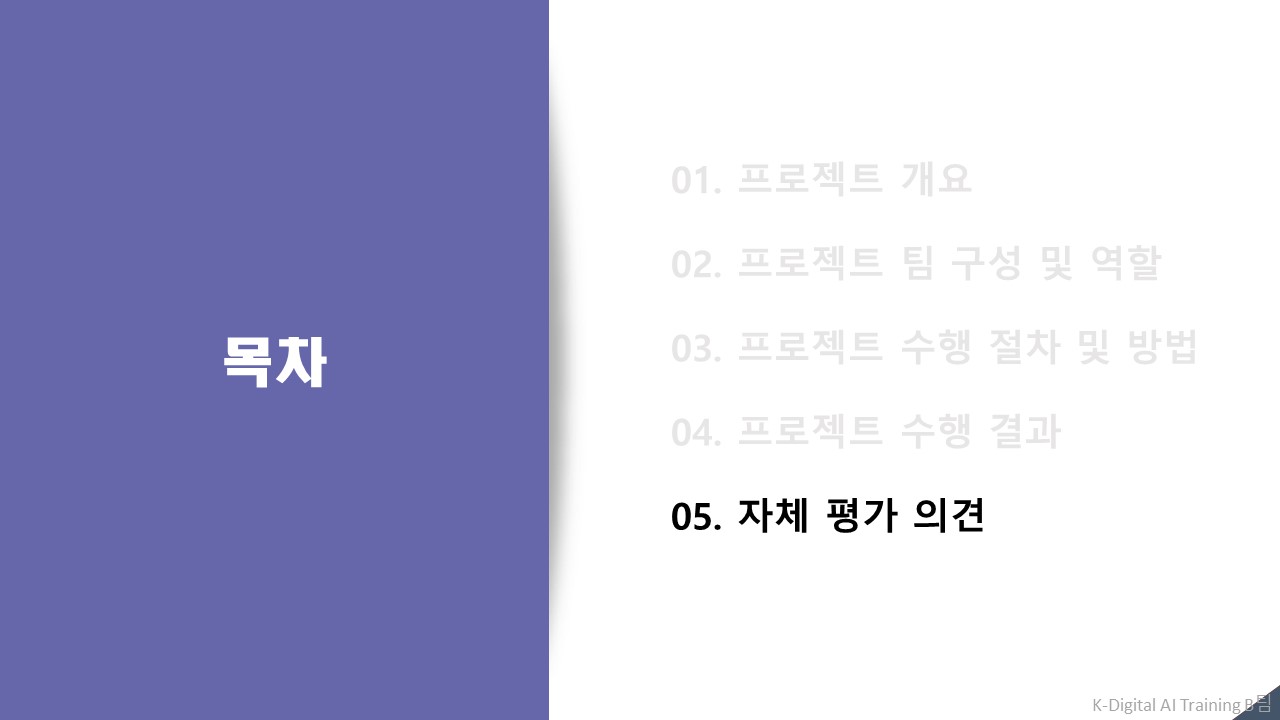 목차
01. 프로젝트 개요
02. 프로젝트 팀 구성 및 역할
03. 프로젝트 수행 절차 및 방법
04. 프로젝트 수행 결과
05. 자체 평가 의견
K-Digital AI Training B팀